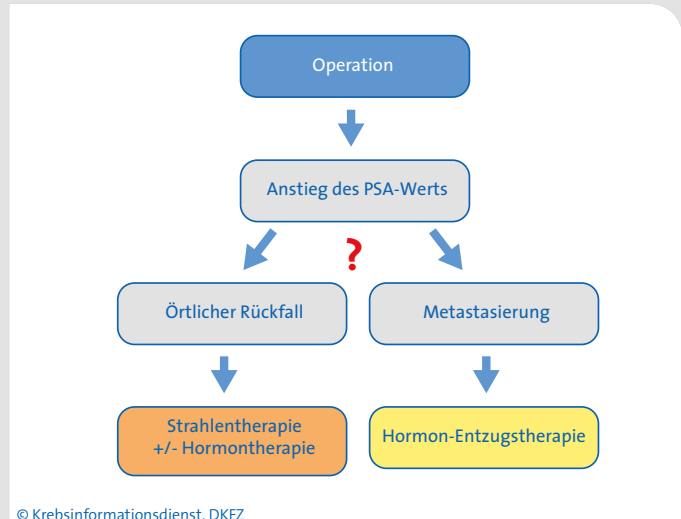 Operation
Anstieg des PSA-Werts
?
Örtlicher Rückfall
Metastasierung
Strahlentherapie
+/- Hormontherapie
Hormon-Entzugstherapie
© Krebsinformationsdienst, DKFZ